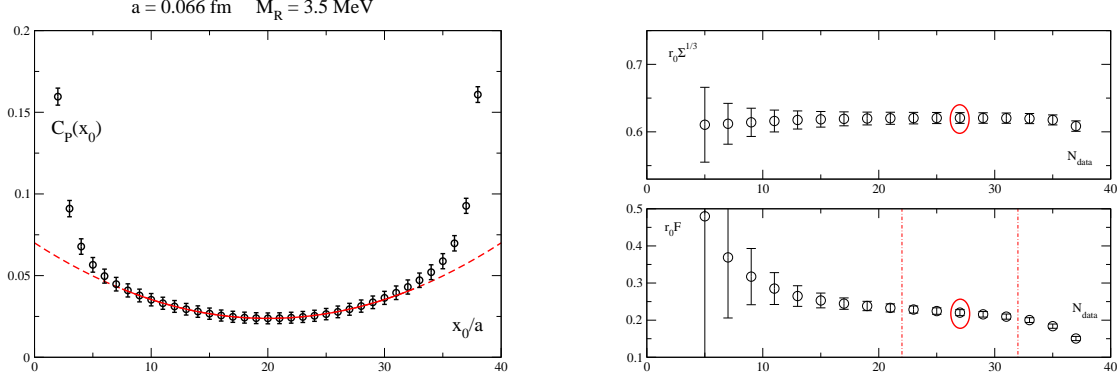 a = 0.066 fm M_R = 3.5 MeV
0.2
0.15
0.1
0.05
0
C_P(x_0)
x_0/a
0 10 20 30 40
0.7
0.6
r_0Σ^{1/3}
N_data
0 10 20 30 40
0.5
0.4
0.3
0.2
0.1
r_0F
N_data
0 10 20 30 40